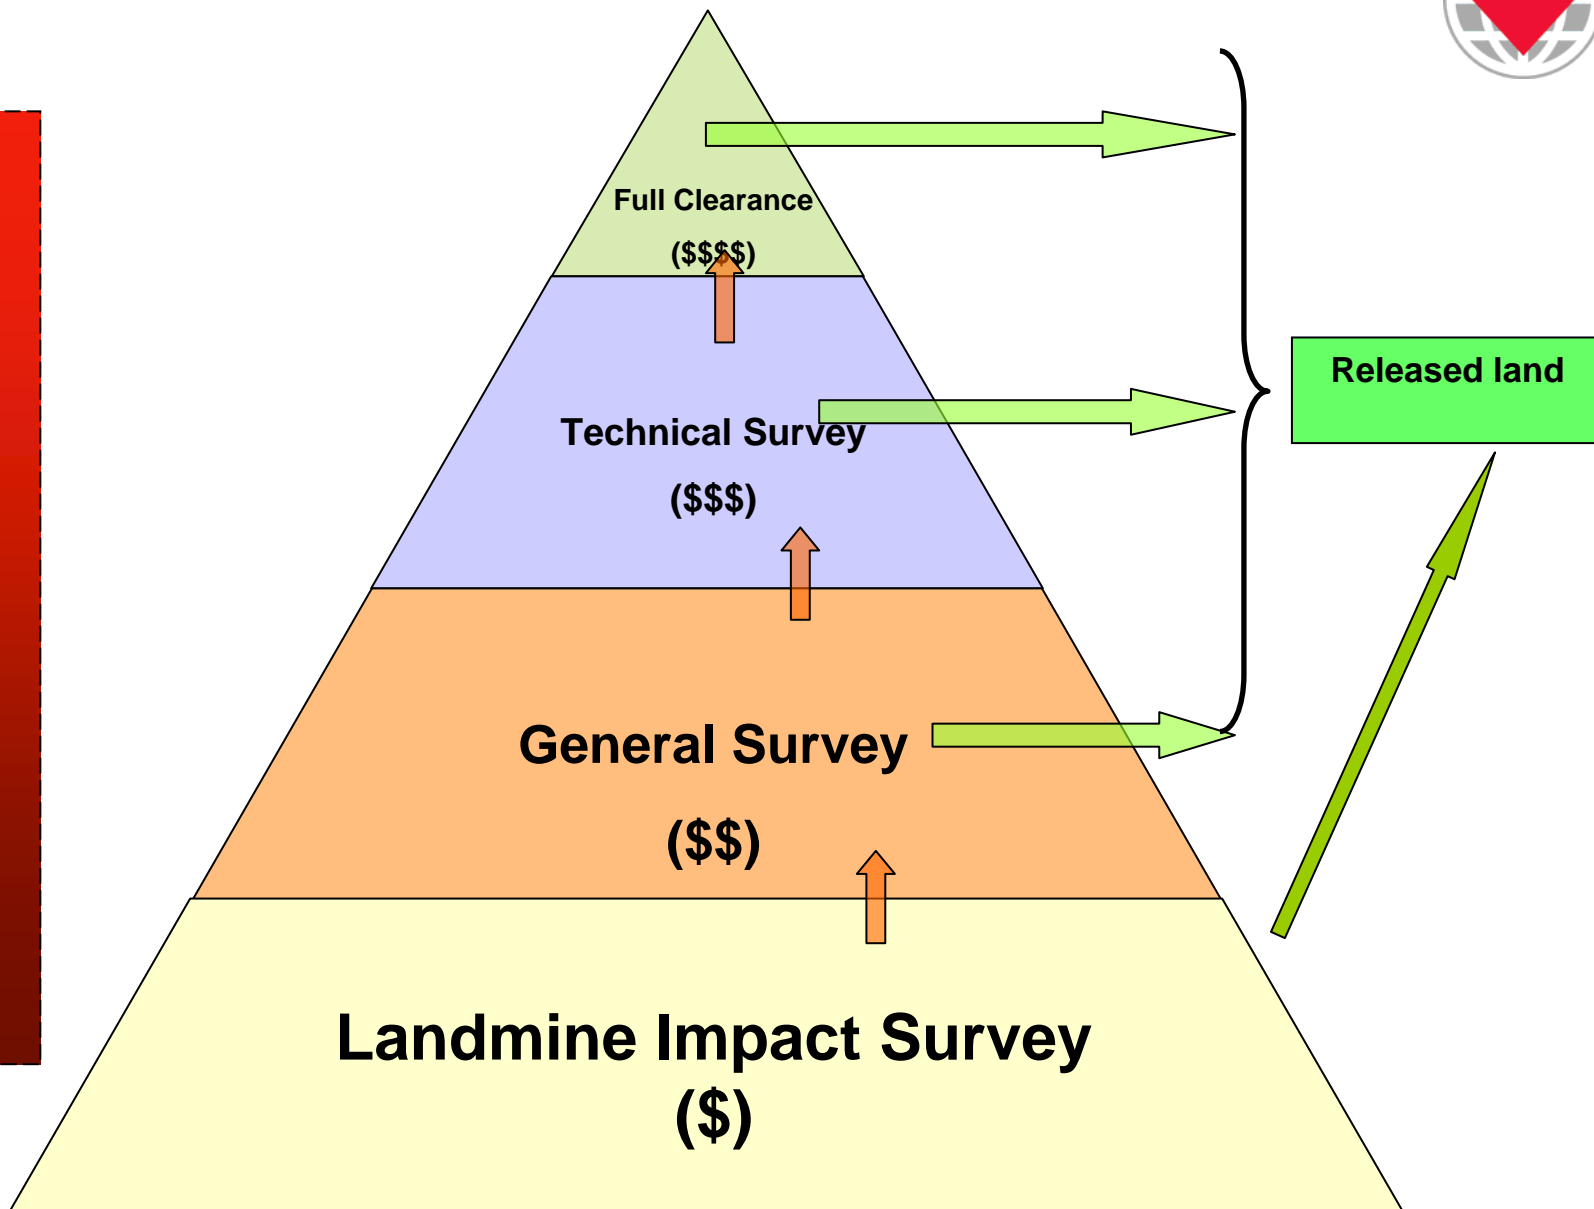 Full Clearance
($$$$)
Released land
Technical Survey
($$$)
General Survey
($$)
Landmine Impact Survey
($)